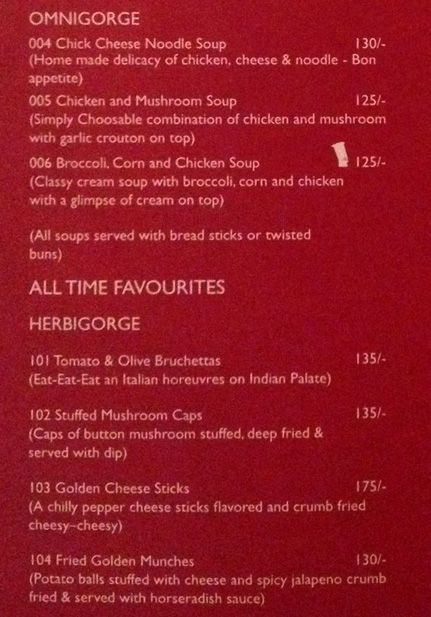 OMNIGORGE
004 Chick Cheese Noodle Soup 130/-
(Home made delicacy of chicken, cheese & noodle - Bon
appetite)
005 Chicken and Mushroom Soup 125/-
(Simply Choosable combination of chicken and mushroom
with garlic crouton on top)
006 Broccoli, Corn and Chicken Soup 125/-
(Classy cream soup with broccoli, corn and chicken
with a glimpse of cream on top)
(All soups served with bread sticks or twisted
buns)
ALL TIME FAVOURITES
HERBIGORGE
101 Tomato & Olive Bruchettas 135/-
(Eat-Eat-Eat an Italian horeuvres on Indian Palate)
102 Stuffed Mushroom Caps 135/-
(Caps of button mushroom stuffed, deep fried &
served with dip)
103 Golden Cheese Sticks 175/-
(A chilly pepper cheese sticks flavored and crumb fried
cheesy–cheesy)
104 Fried Golden Munches 130/-
(Potato balls stuffed with cheese and spicy jalapeno crumb
fried & served with horseradish sauce)